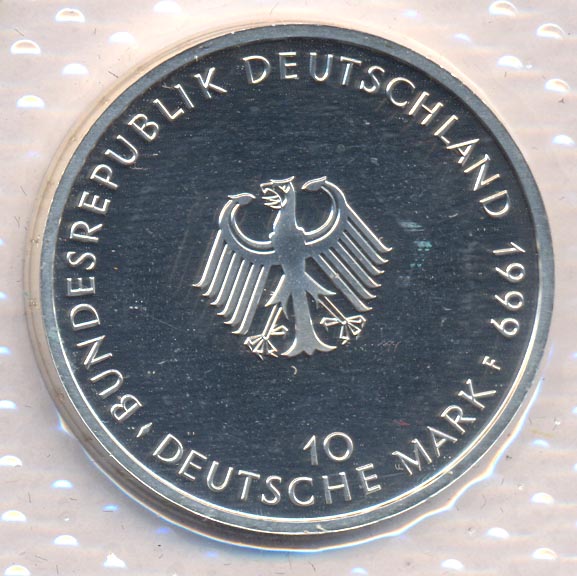 BUNDESREPUBLIK DEUTSCHLAND 1999
F
10
DEUTSCHE MARK